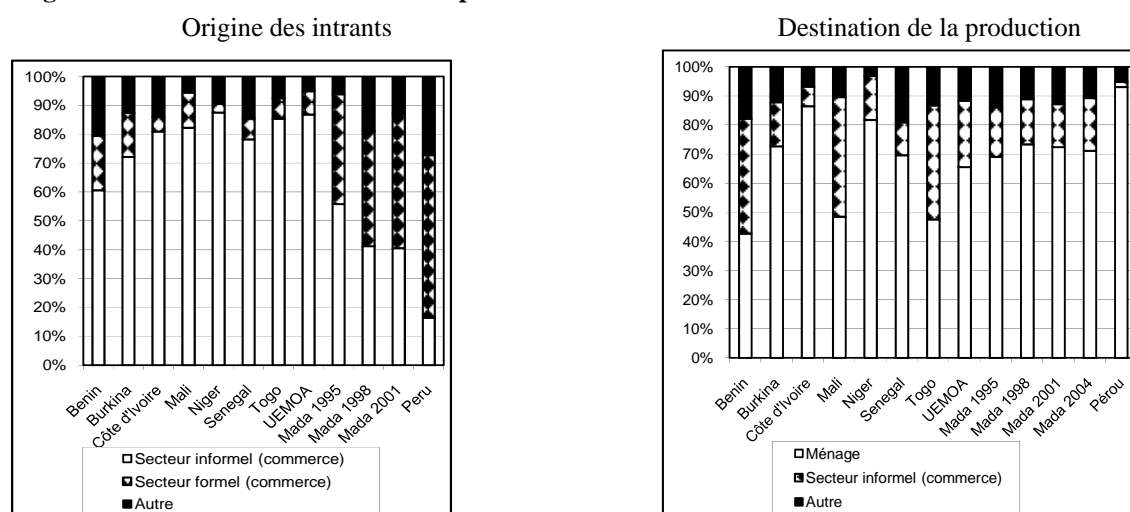 Origine des intrants
100%
90%
80%
70%
60%
50%
40%
30%
20%
10%
0%
Benin
Burkina
Côte d'Ivoire
Mali
Niger
Senegal
Togo
UEMOA
Mada 1995
Mada 1998
Mada 2001
Peru
Secteur informel (commerce)
Secteur formel (commerce)
Autre
Destination de la production
100%
90%
80%
70%
60%
50%
40%
30%
20%
10%
0%
Benin
Burkina
Côte d'Ivoire
Mali
Niger
Senegal
Togo
UEMOA
Mada 1995
Mada 1998
Mada 2001
Mada 2004
Pérou
Ménage
Secteur informel (commerce)
Autre